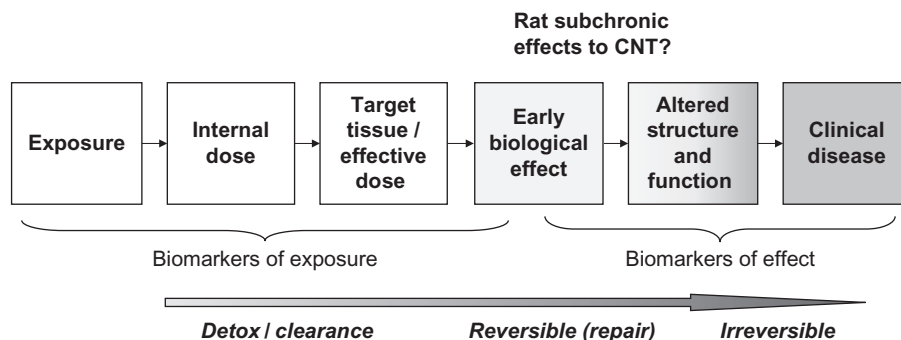 Rat subchronic
effects to CNT?
Exposure
Internal
dose
Target
tissue /
effective
dose
Early
biological
effect
Altered
structure
and
function
Clinical
disease
Biomarkers of exposure
Biomarkers of effect
Detox / clearance
Reversible (repair)
Irreversible